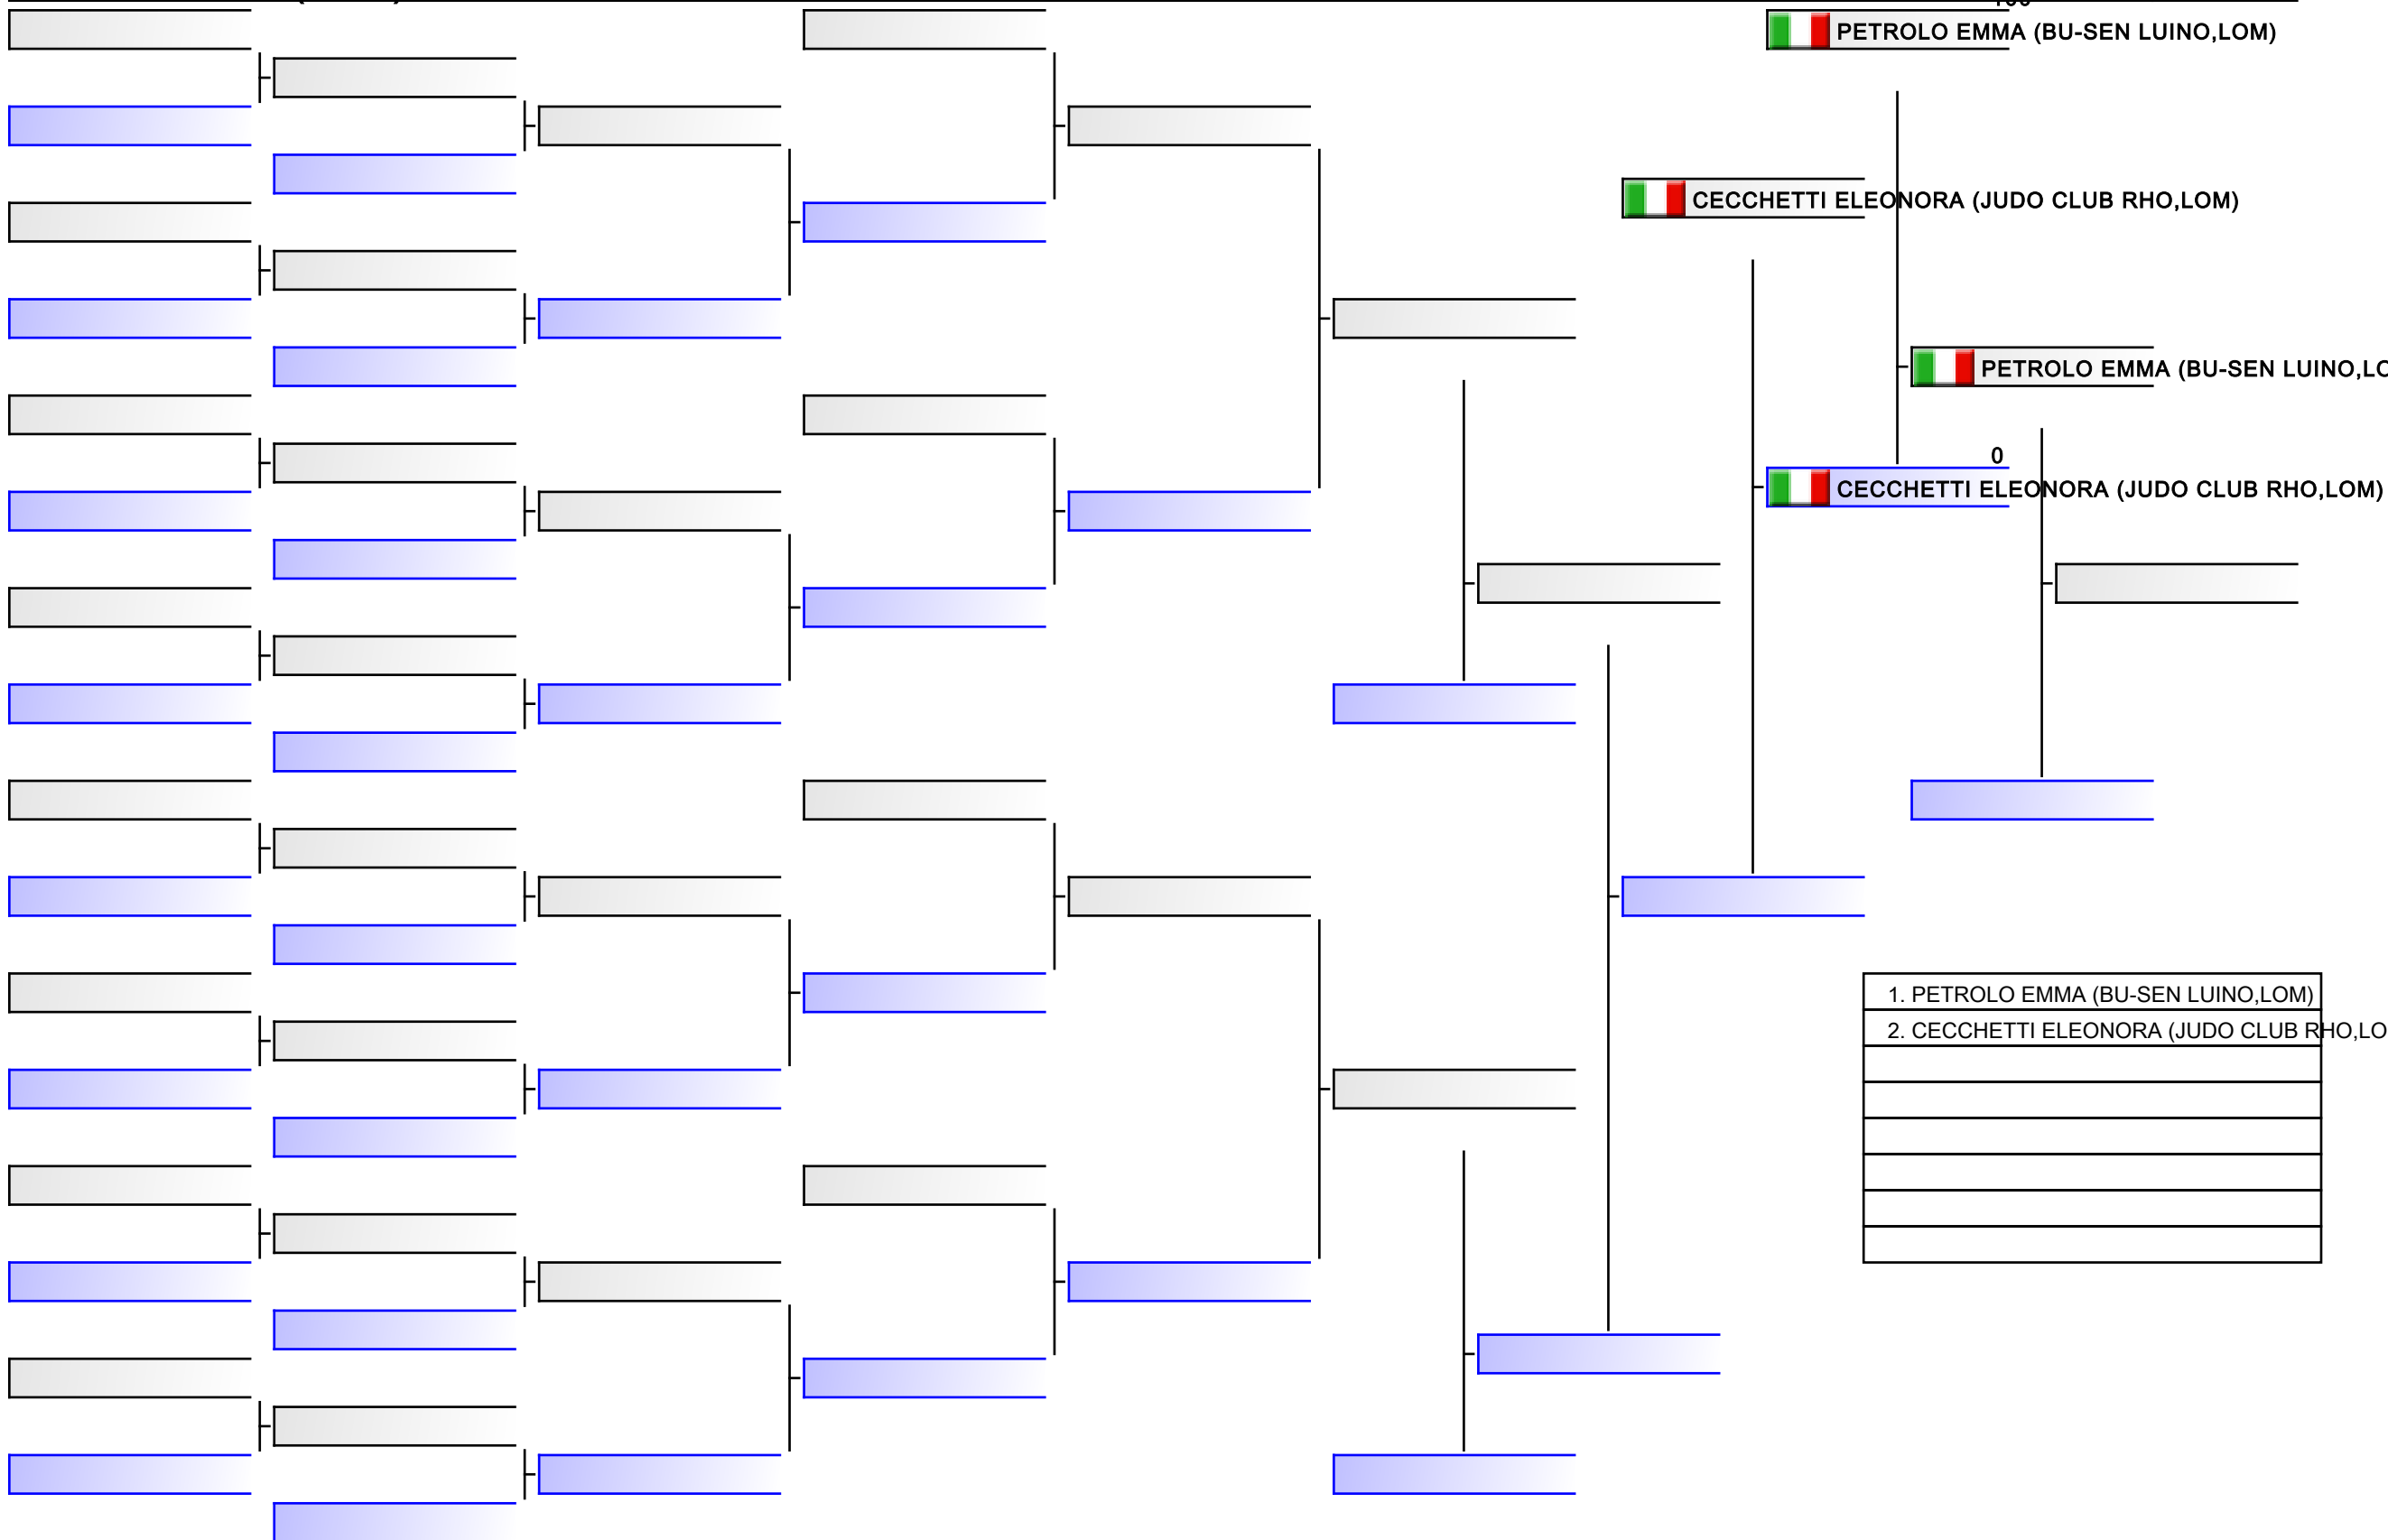 PETROLO EMMA (BU-SEN LUINO,LOM)
CECCHETTI ELEONORA (JUDO CLUB RHO,LOM)
PETROLO EMMA (BU-SEN LUINO,LO
0
CECCHETTI ELEONORA (JUDO CLUB RHO,LOM)
1. PETROLO EMMA (BU-SEN LUINO,LOM)
2. CECCHETTI ELEONORA (JUDO CLUB RHO,LO